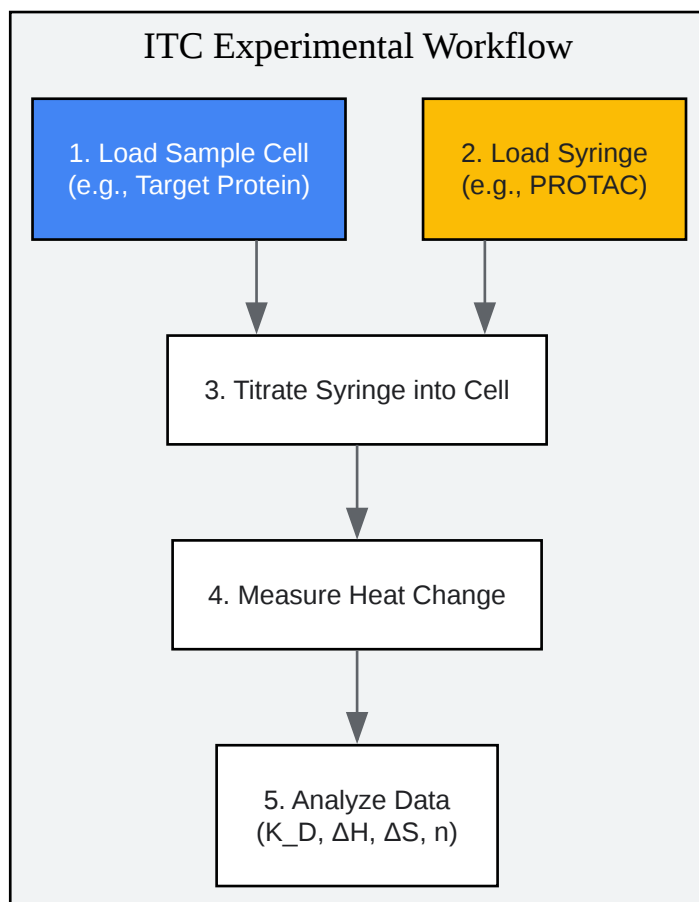 ITC Experimental Workflow
1. Load Sample Cell
(e.g., Target Protein)
2. Load Syringe
(e.g., PROTAC)
3. Titrate Syringe into Cell
4. Measure Heat Change
5. Analyze Data
(K_D, ΔH, ΔS, n)